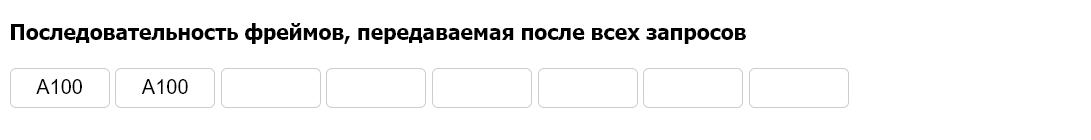 Последовательность фреймов, передаваемая после всех запросов
A100 A100